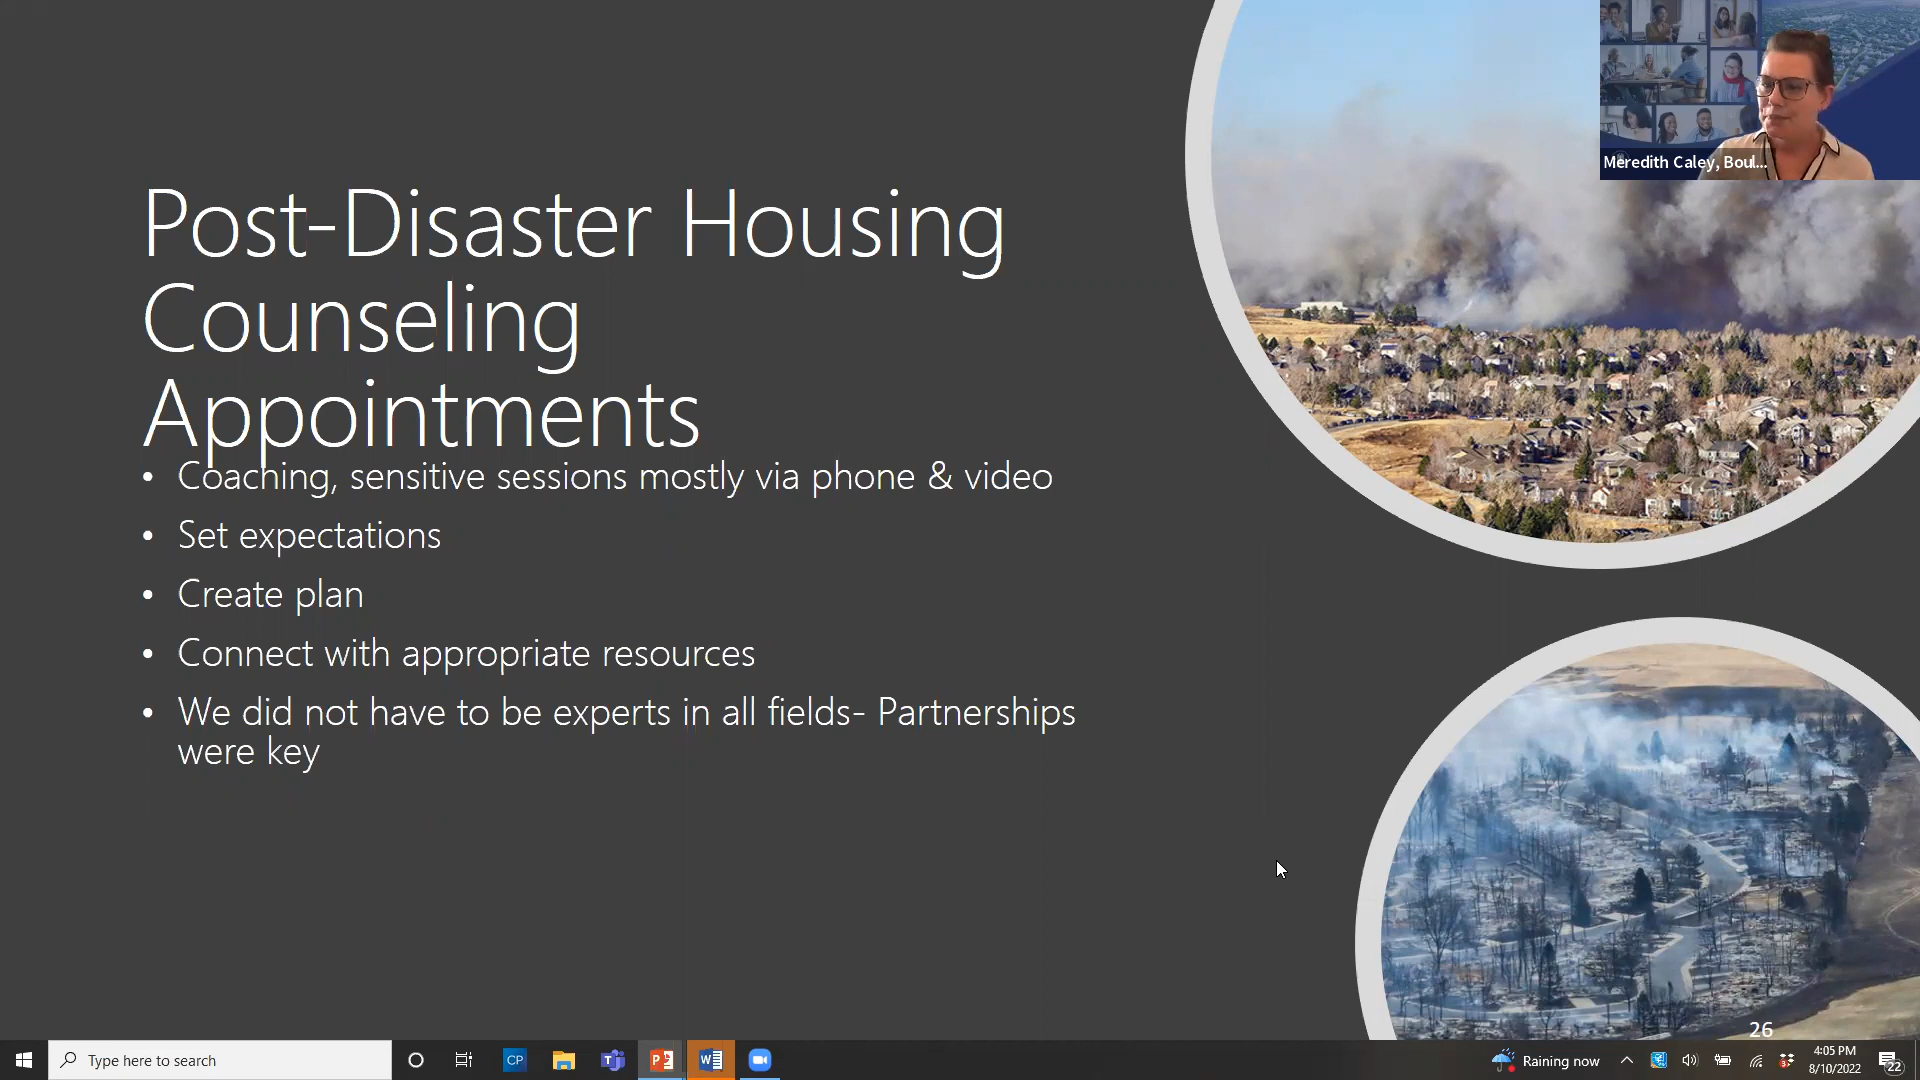 Meredith Caley, Boul...
Post-Disaster Housing
Counseling
Appointments
• Coaching, sensitive sessions mostly via phone & video
• Set expectations
• Create plan
• Connect with appropriate resources
• We did not have to be experts in all fields- Partnerships
were key
26
Type here to search
CP
Raining now
4:05 PM
8/10/2022
22